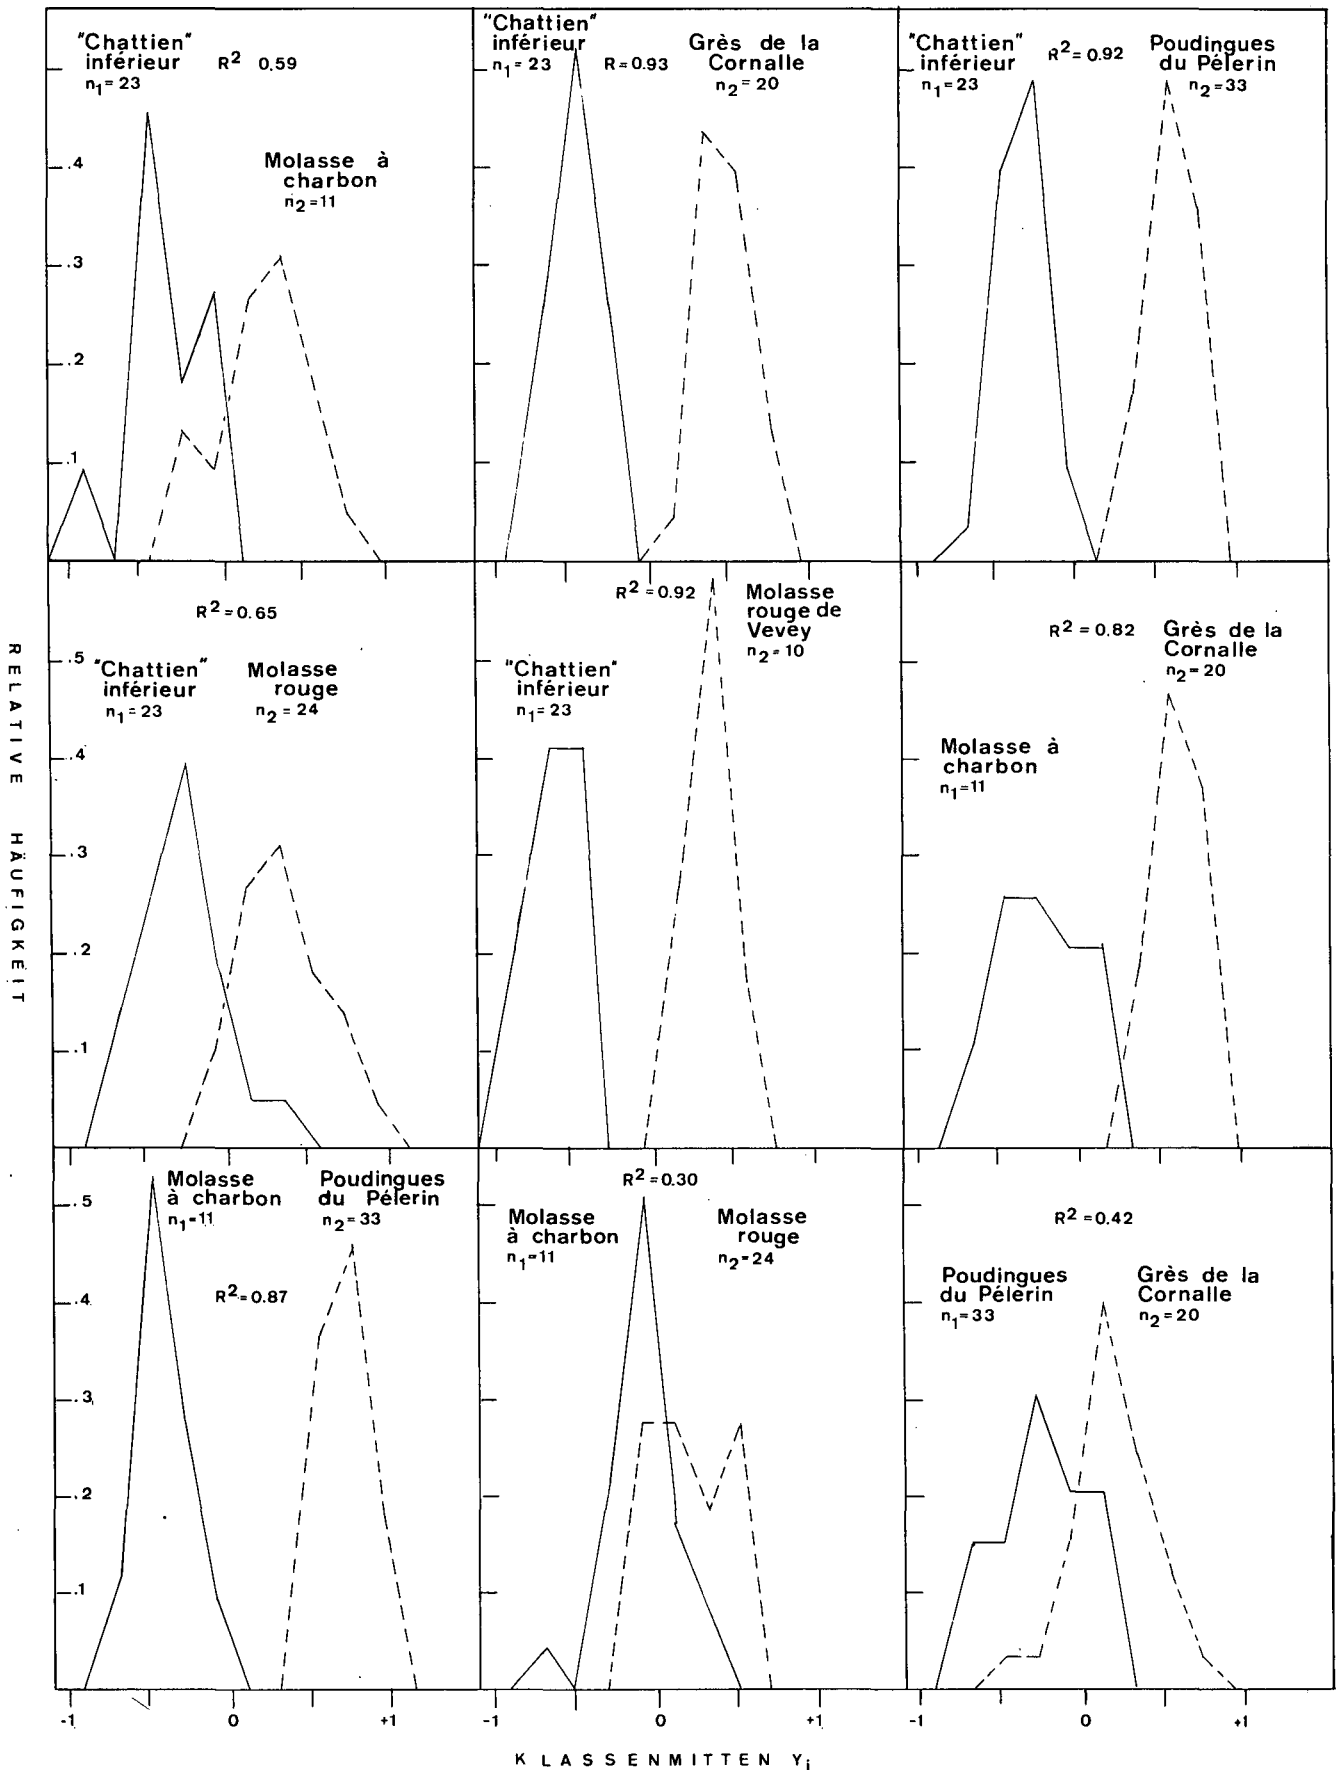 "Chattien"
inférieur R² 0.59
n₁=23
Molasse à
charbon
n₂=11
.4
.3
.2
.1
"Chattien"
inférieur
n₁=23 R=0.93
Grès de la
Cornalle
n₂=20
"Chattien"
inférieur
n₁=23
R²=0.92
Poudingues
du Pélerin
n₂=33
R²=0.65
"Chattien"
inférieur
n₁=23
Molasse
rouge
n₂=24
.5
.4
.3
.2
.1
R²=0.92
Molasse
rouge de
Vevey
n₂=10
"Chattien"
inférieur
n₁=23
R²=0.82
Grès de la
Cornalle
n₂=20
Molasse à
charbon
n₁=11
Molasse
à charbon
n₁=11
Poudingues
du Pélerin
n₂=33
R²=0.87
.5
.4
.3
.2
.1
R²=0.30
Molasse
à charbon
n₁=11
Molasse
rouge
n₂=24
R²=0.42
Poudingues
du Pélerin
n₁=33
Grès de la
Cornalle
n₂=20
-1 0 +1
-1 0 +1
-1 0 +1
RELATIVE HÄUFIGKEIT
KLASSENMITTEN Yᵢ